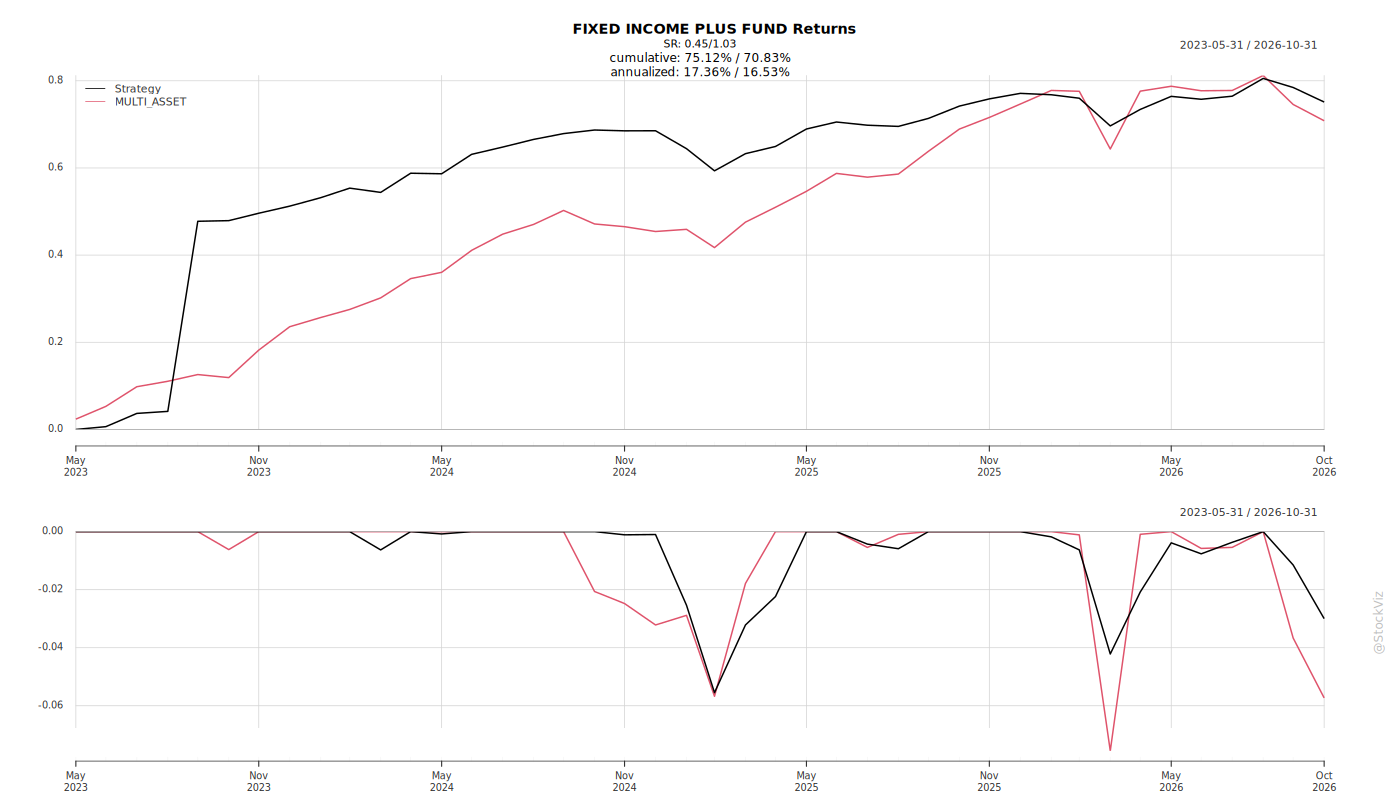 FIXED INCOME PLUS FUND Returns
SR: 0.45/1.03
cumulative: 75.12% / 70.83%
annualized: 17.36% / 16.53%
2023-05-31 / 2026-10-31
Strategy
MULTI_ASSET
0.8
0.6
0.4
0.2
0.0
May Nov May Nov May Nov May Oct
2023 2023 2024 2024 2025 2025 2026 2026
2023-05-31 / 2026-10-31
0.00
-0.02
-0.04
-0.06
May Nov May Nov May Nov May Oct
2023 2023 2024 2024 2025 2025 2026 2026
@StockViz